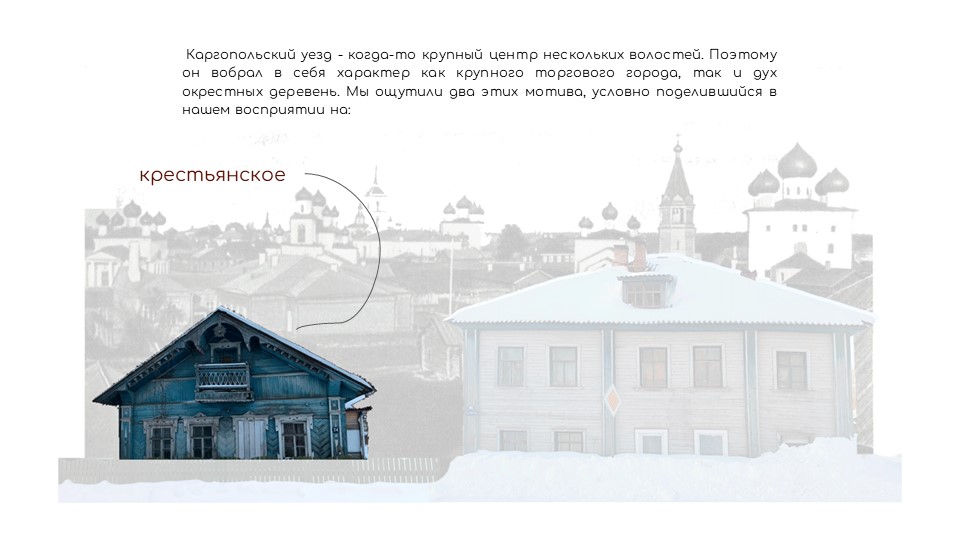 Каргопольский уезд - когда-то крупный центр нескольких волостей. Поэтому
он вобрал в себя характер как крупного торгового города, так и дух
окрестных деревень. Мы ощутили два этих мотива, условно поделившийся в
нашем восприятии на:
крестьянское